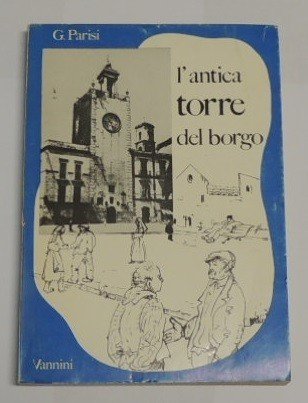 G. Parisi
l'antica
torre
del borgo
Vannini